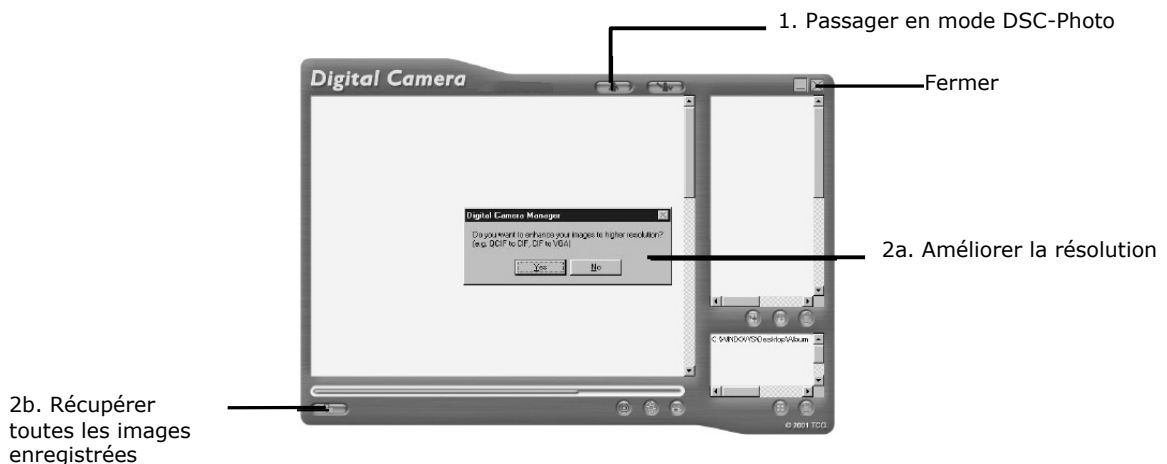 1. Passager en mode DSC-Photo
Digital Camera
Fermer
Digital Camera Manager
Do you want to enhance your images to higher resolution?
(e.g. QCIF to CIF, CIF to VGA)
Yes
No
2a. Améliorer la résolution
C:\WINDOWS\Desktop\Album
2b. Récupérer
toutes les images
enregistrées
© 2001 TCG.